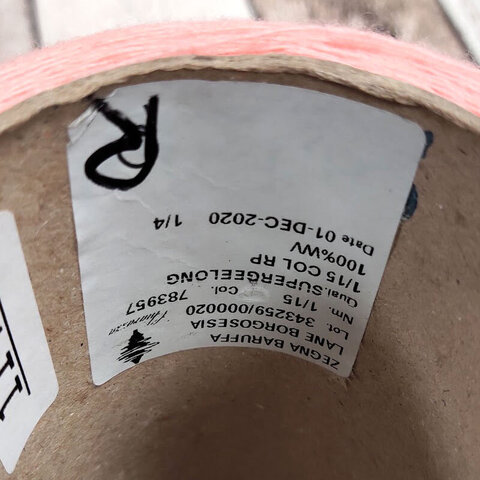 ZEGNA BARUFFA
LANE BORGOSESIA
Lot. 343259/000020
Nm. 1/15 Col. 783957
Qual. SUPERGEELONG
1/15 COL RP
100%WV
Date 01-DEC-2020 1/4
R